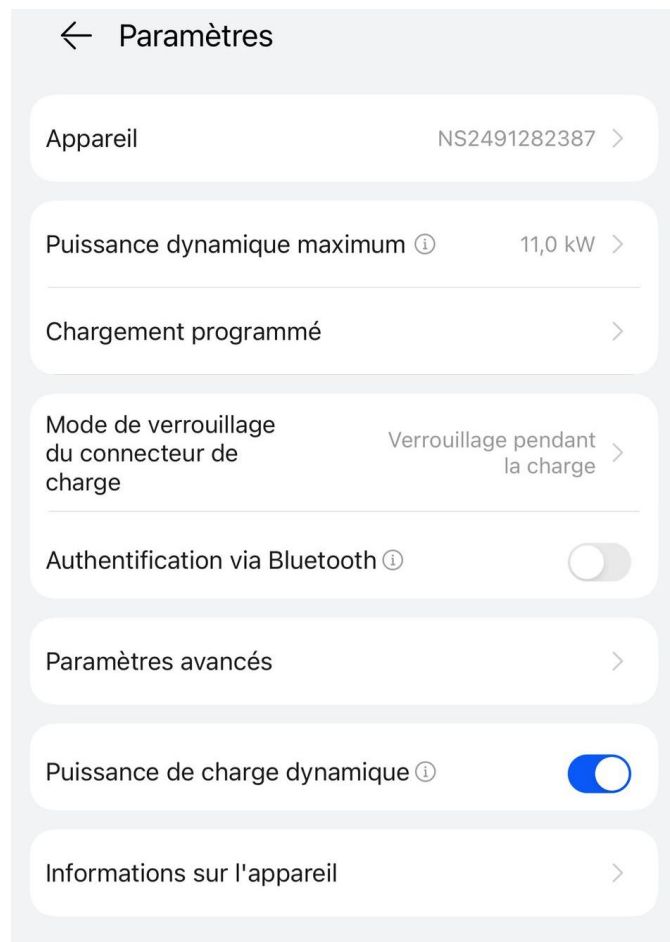 Paramètres
Appareil NS2491282387
Puissance dynamique maximum 11,0 kW
Chargement programmé
Mode de verrouillage
du connecteur de
charge
Verrouillage pendant
la charge
Authentification via Bluetooth
Paramètres avancés
Puissance de charge dynamique
Informations sur l'appareil